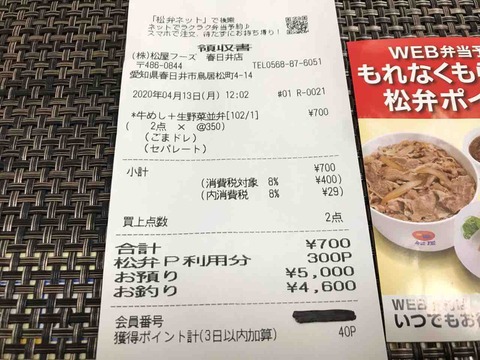 「松弁ネット」で検索
ネットでラクラク弁当予約♪
スマホで注文、待たずにお持ち帰り!
領収書
(株)松屋フーズ 春日井店
〒486-0844 TEL0568-87-6051
愛知県春日井市鳥居松町4-14
2020年04月13日(月) 12:02 #01 R-0021
*牛めし+生野菜並弁[102/1] ¥700
( 2点 × @350)
(ごまドレ)
(セパレート)
小計 ¥700
(消費税対象 8% ¥400)
(内消費税 8% ¥29)
買上点数 2点
合計 ¥700
松弁P利用分 300P
お預り ¥5,000
お釣り ¥4,600
会員番号
獲得ポイント計(3日以内加算) 40P
WEB弁当予
もれなくもら
松弁ポイ
松屋
WEB
いつでもお得